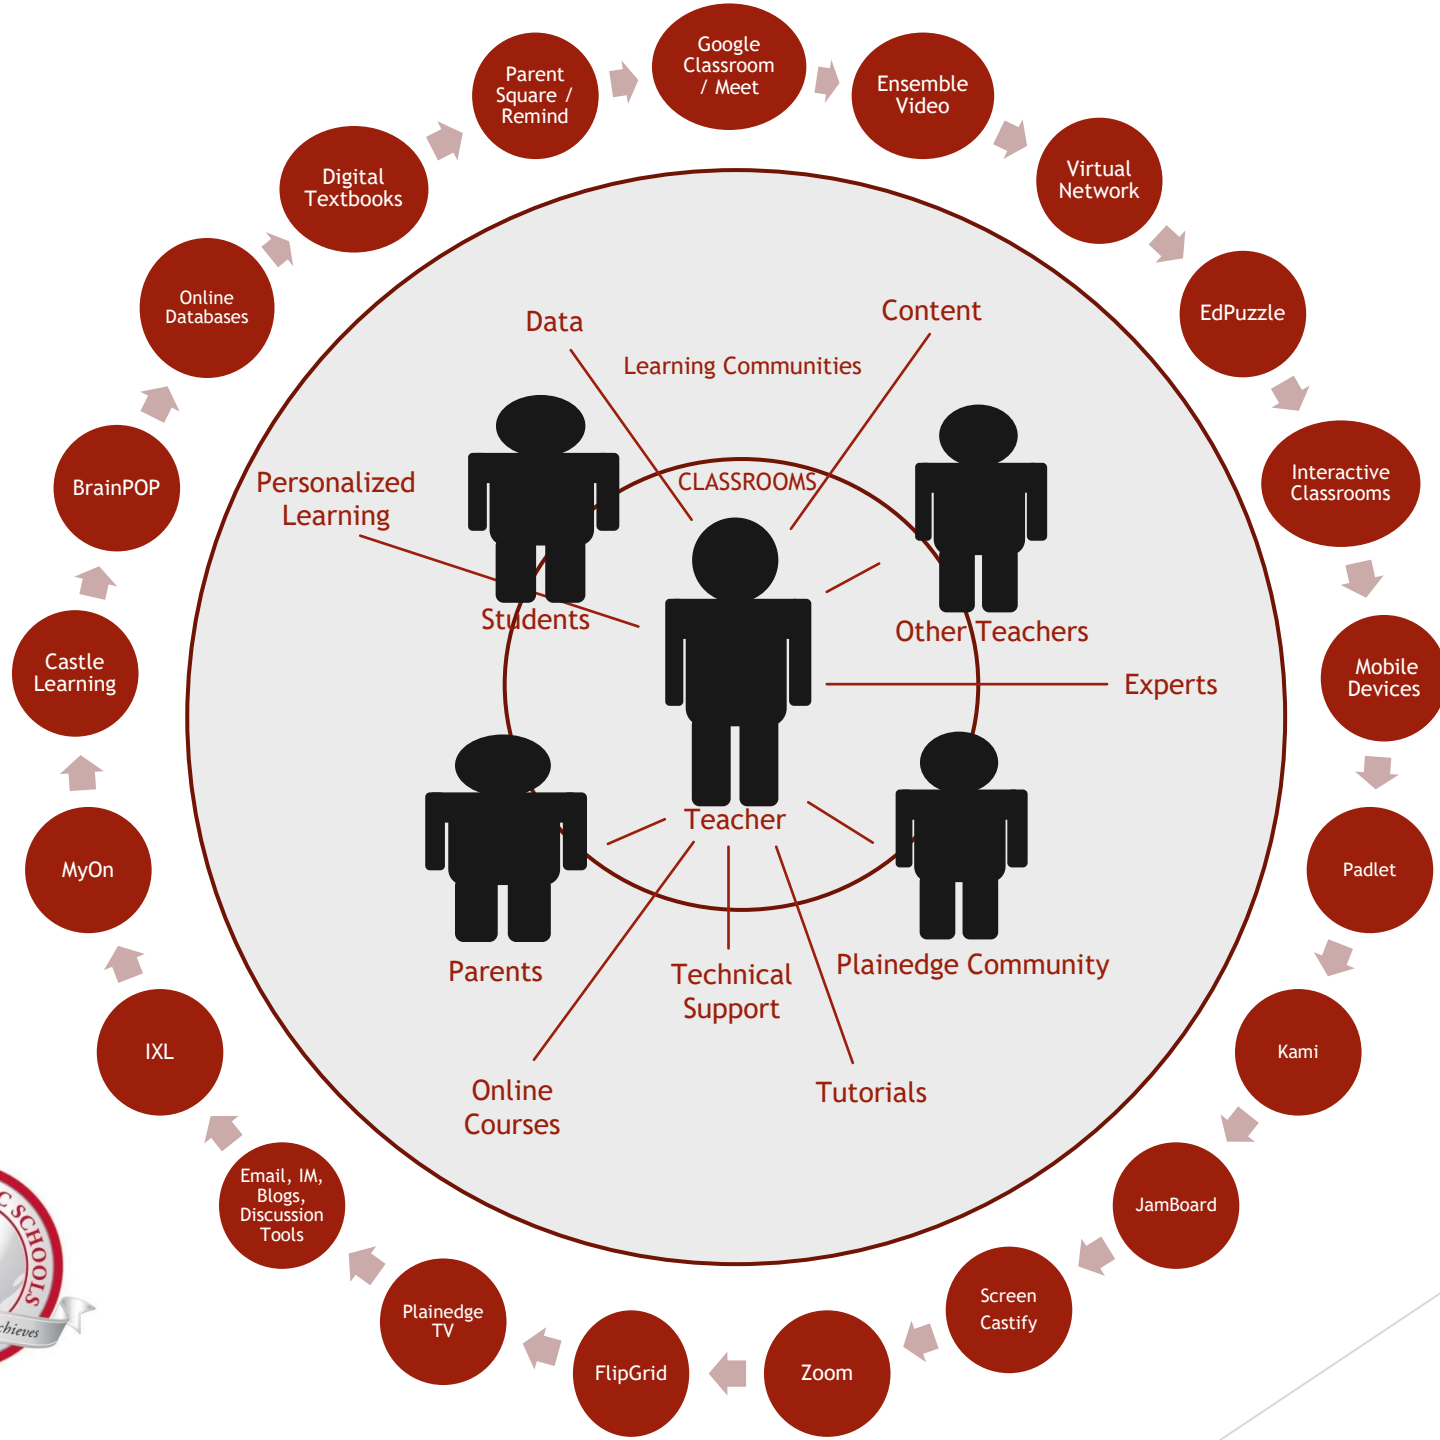 Google
Classroom
/ Meet
Ensemble
Video
Virtual
Network
EdPuzzle
Interactive
Classrooms
Mobile
Devices
Padlet
Kami
JamBoard
Screen
Castify
Zoom
FlipGrid
Plainedge
TV
Email, IM,
Blogs,
Discussion
Tools
IXL
MyOn
Castle
Learning
BrainPOP
Online
Databases
Digital
Textbooks
Parent
Square /
Remind
Data
Content
Learning Communities
Personalized
Learning
CLASSROOMS
Students
Other Teachers
Experts
Teacher
Parents
Technical
Support
Plainedge Community
Online
Courses
Tutorials
C SCHOOLS